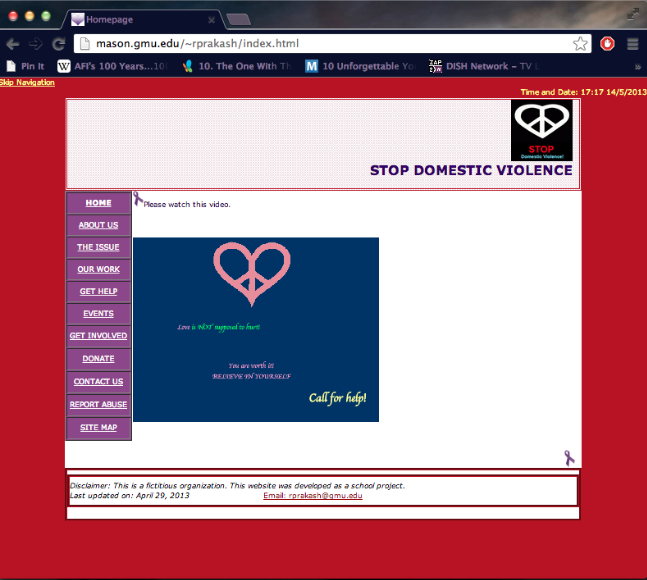 Homepage
mason.gmu.edu/~rprakash/index.html
Pin It
W AFI's 100 Years...10
10. The One With Th
M 10 Unforgettable Yo
ZAP 2it DISH Network – TV L
»
Skip Navigation
Time and Date: 17:17 14/5/2013
STOP
Domestic Violence!
STOP DOMESTIC VIOLENCE
HOME
ABOUT US
THE ISSUE
OUR WORK
GET HELP
EVENTS
GET INVOLVED
DONATE
CONTACT US
REPORT ABUSE
SITE MAP
Please watch this video.
Love is NOT supposed to hurt!
You are worth it!
BELIEVE IN YOURSELF
Call for help!
Disclaimer: This is a fictitious organization. This website was developed as a school project.
Last updated on: April 29, 2013 Email: rprakash@gmu.edu